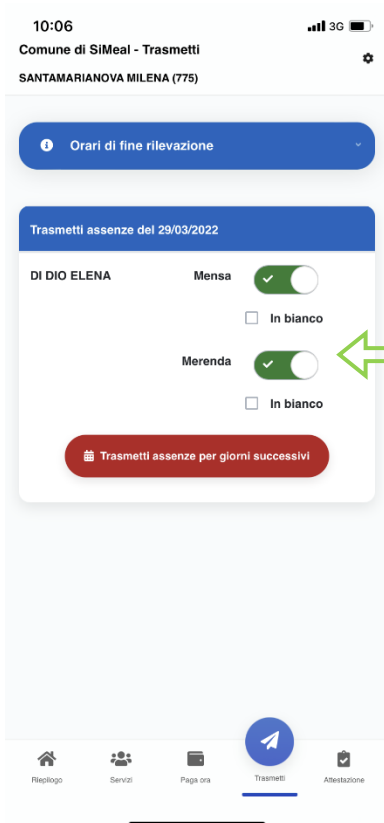 10:06
3G
Comune di SiMeal - Trasmetti
SANTAMARIANOVA MILENA (775)
Orari di fine rilevazione
Trasmetti assenze del 29/03/2022
DI DIO ELENA Mensa
In bianco
Merenda
In bianco
Trasmetti assenze per giorni successivi
Riepilogo Servizi Paga ora Trasmetti Attestazione